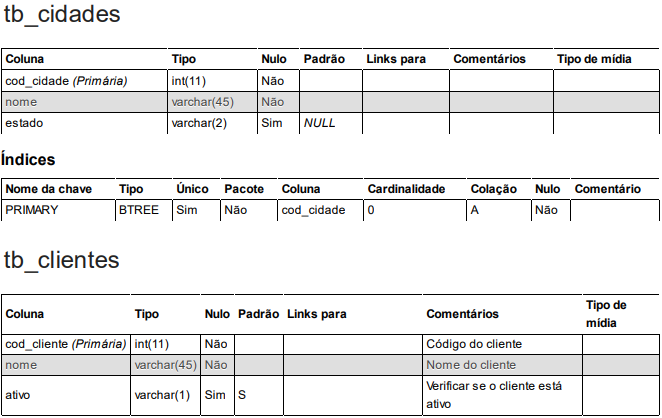 tb_cidades
Coluna Tipo Nulo Padrão Links para Comentários Tipo de mídia
cod_cidade (Primária) int(11) Não
nome varchar(45) Não
estado varchar(2) Sim NULL
Índices
Nome da chave Tipo Único Pacote Coluna Cardinalidade Colação Nulo Comentário
PRIMARY BTREE Sim Não cod_cidade 0 A Não
tb_clientes
Coluna Tipo Nulo Padrão Links para Comentários Tipo de
mídia
cod_cliente (Primária) int(11) Não Código do cliente
nome varchar(45) Não Nome do cliente
ativo varchar(1) Sim S Verificar se o cliente está
ativo